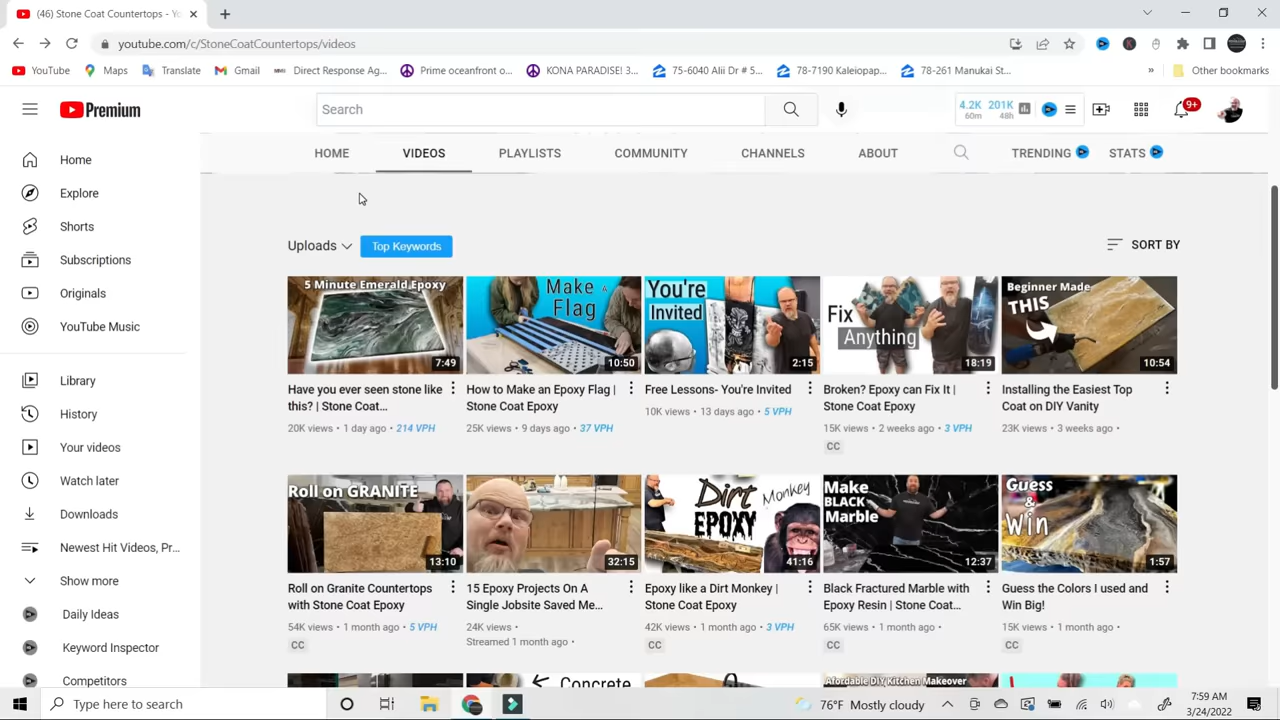 (46) Stone Coat Countertops - Yo
youtube.com/c/StoneCoatCountertops/videos
YouTube
Maps
Translate
Gmail
Direct Response Ag...
Prime oceanfront o...
KONA PARADISE! 3...
75-6040 Alii Dr # 5...
78-7190 Kaleiopap...
78-261 Manukai St...
»
Other bookmarks
Premium
Search
4.2K 201K
60m 48h
9+
HOME
VIDEOS
PLAYLISTS
COMMUNITY
CHANNELS
ABOUT
TRENDING
STATS
Home
Explore
Shorts
Subscriptions
Originals
YouTube Music
Library
History
Your videos
Watch later
Downloads
Newest Hit Videos, Pr...
Show more
Daily Ideas
Keyword Inspector
Competitors
Uploads
Top Keywords
SORT BY
5 Minute Emerald Epoxy
7:49
Have you ever seen stone like
this? | Stone Coat...
20K views • 1 day ago • 214 VPH
Make A
Flag
10:50
How to Make an Epoxy Flag |
Stone Coat Epoxy
25K views • 9 days ago • 37 VPH
You're
Invited
2:15
Free Lessons- You're Invited
10K views • 13 days ago • 5 VPH
Fix
Anything
18:19
Broken? Epoxy can Fix It |
Stone Coat Epoxy
15K views • 2 weeks ago • 3 VPH
CC
Beginner Made
THIS
10:54
Installing the Easiest Top
Coat on DIY Vanity
23K views • 3 weeks ago •
Roll on GRANITE
13:10
Roll on Granite Countertops
with Stone Coat Epoxy
54K views • 1 month ago • 5 VPH
CC
32:15
15 Epoxy Projects On A
Single Jobsite Saved Me...
24K views •
Streamed 1 month ago •
Dirt Monkey
EPOXY
41:16
Epoxy like a Dirt Monkey |
Stone Coat Epoxy
42K views • 1 month ago • 3 VPH
CC
Make
BLACK
Marble
12:37
Black Fractured Marble with
Epoxy Resin | Stone Coat...
65K views • 1 month ago •
CC
Guess
&
Win
1:57
Guess the Colors I used and
Win Big!
15K views • 1 month ago •
CC
Concrete
Affordable DIY Kitchen Makeover
Type here to search
76°F Mostly cloudy
7:59 AM
3/24/2022